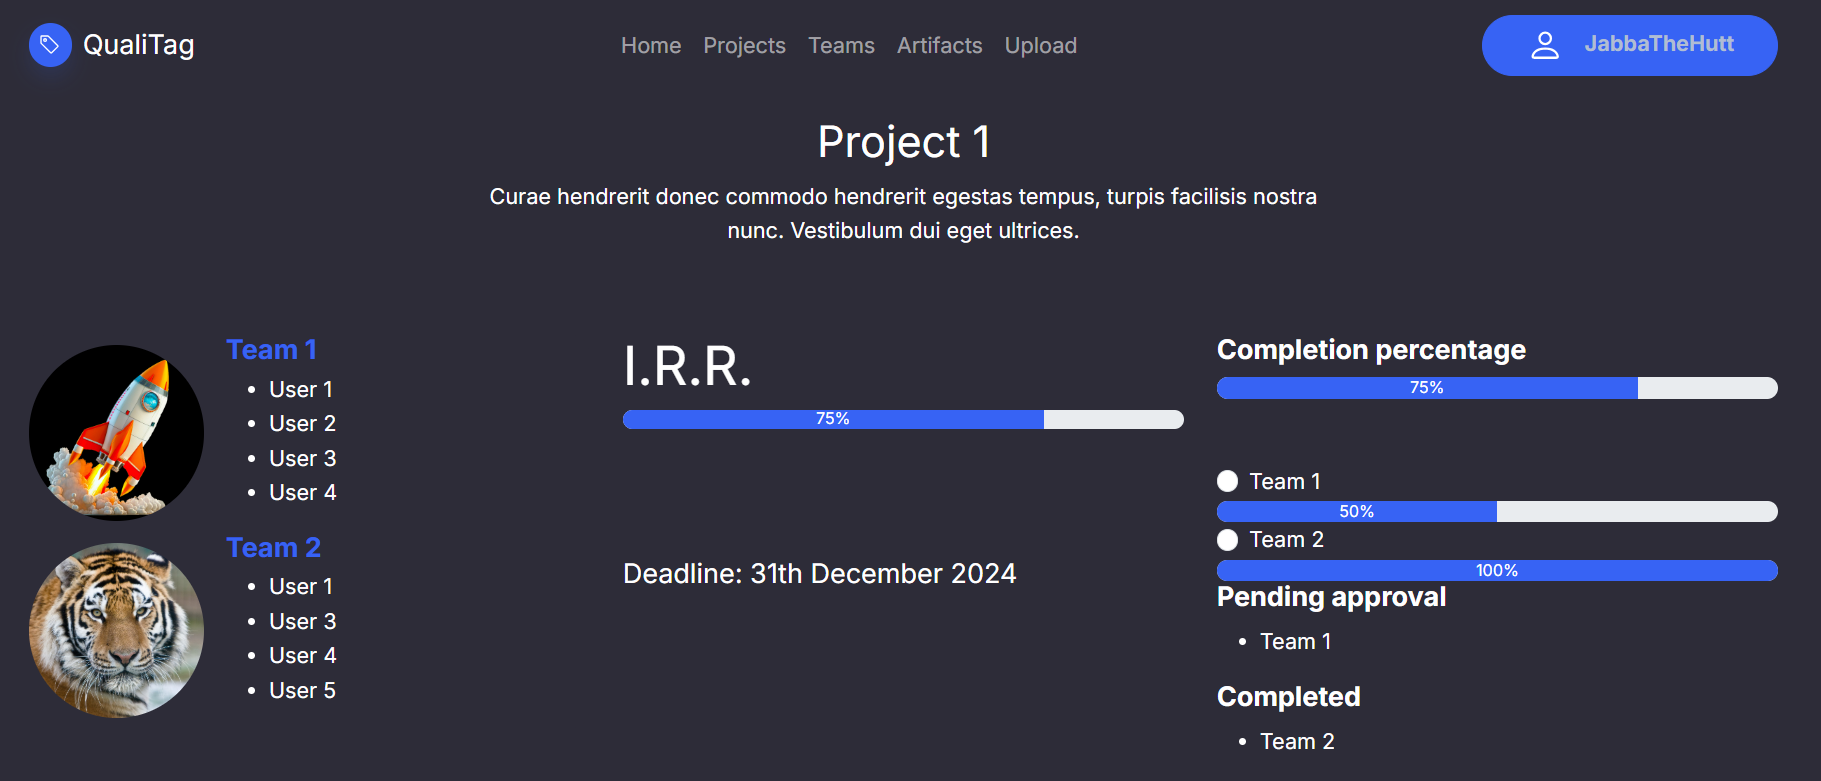 QualiTag
Home Projects Teams Artifacts Upload
JabbaTheHutt
Project 1
Curae hendrerit donec commodo hendrerit egestas tempus, turpis facilisis nostra
nunc. Vestibulum dui eget ultrices.
Team 1
• User 1
• User 2
• User 3
• User 4
Team 2
• User 1
• User 3
• User 4
• User 5
I.R.R.
75%
Deadline: 31th December 2024
Completion percentage
75%
Team 1
50%
Team 2
100%
Pending approval
• Team 1
Completed
• Team 2